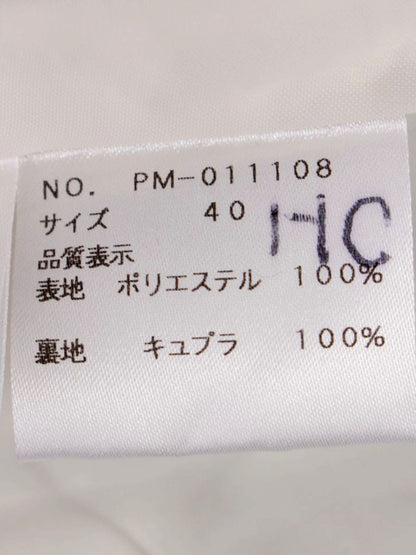 NO. PM-011108
サイズ 40
HC
品質表示
表地 ポリエステル 100%
裏地 キュプラ 100%